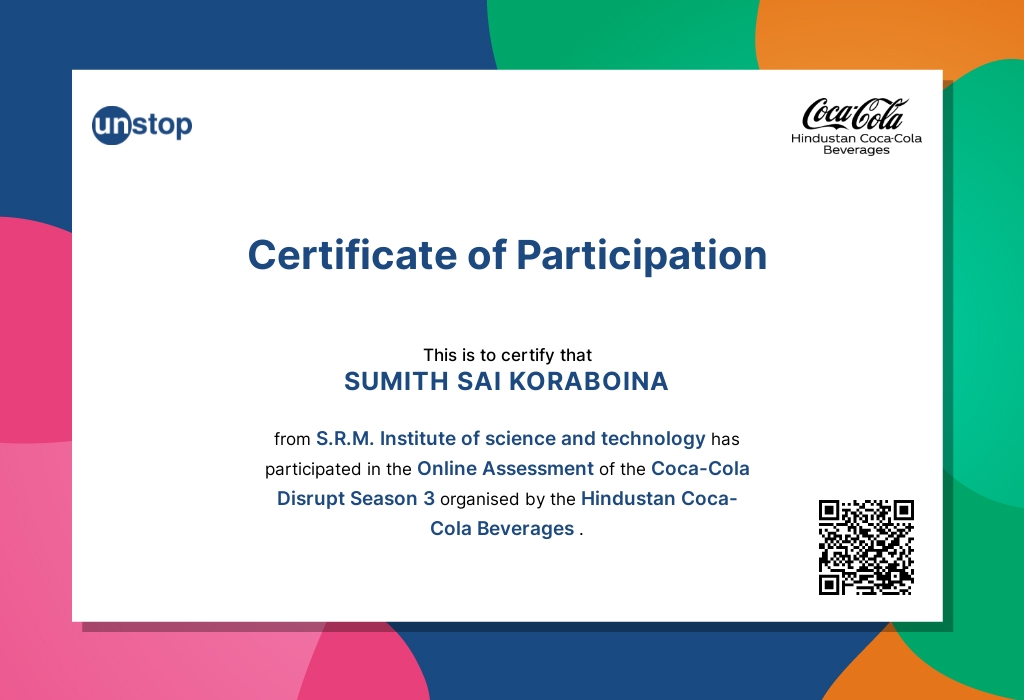 unstop
Coca-Cola
Hindustan Coca-Cola
Beverages
Certificate of Participation
This is to certify that
SUMITH SAI KORABOINA
from S.R.M. Institute of science and technology has
participated in the Online Assessment of the Coca-Cola
Disrupt Season 3 organised by the Hindustan Coca-
Cola Beverages .